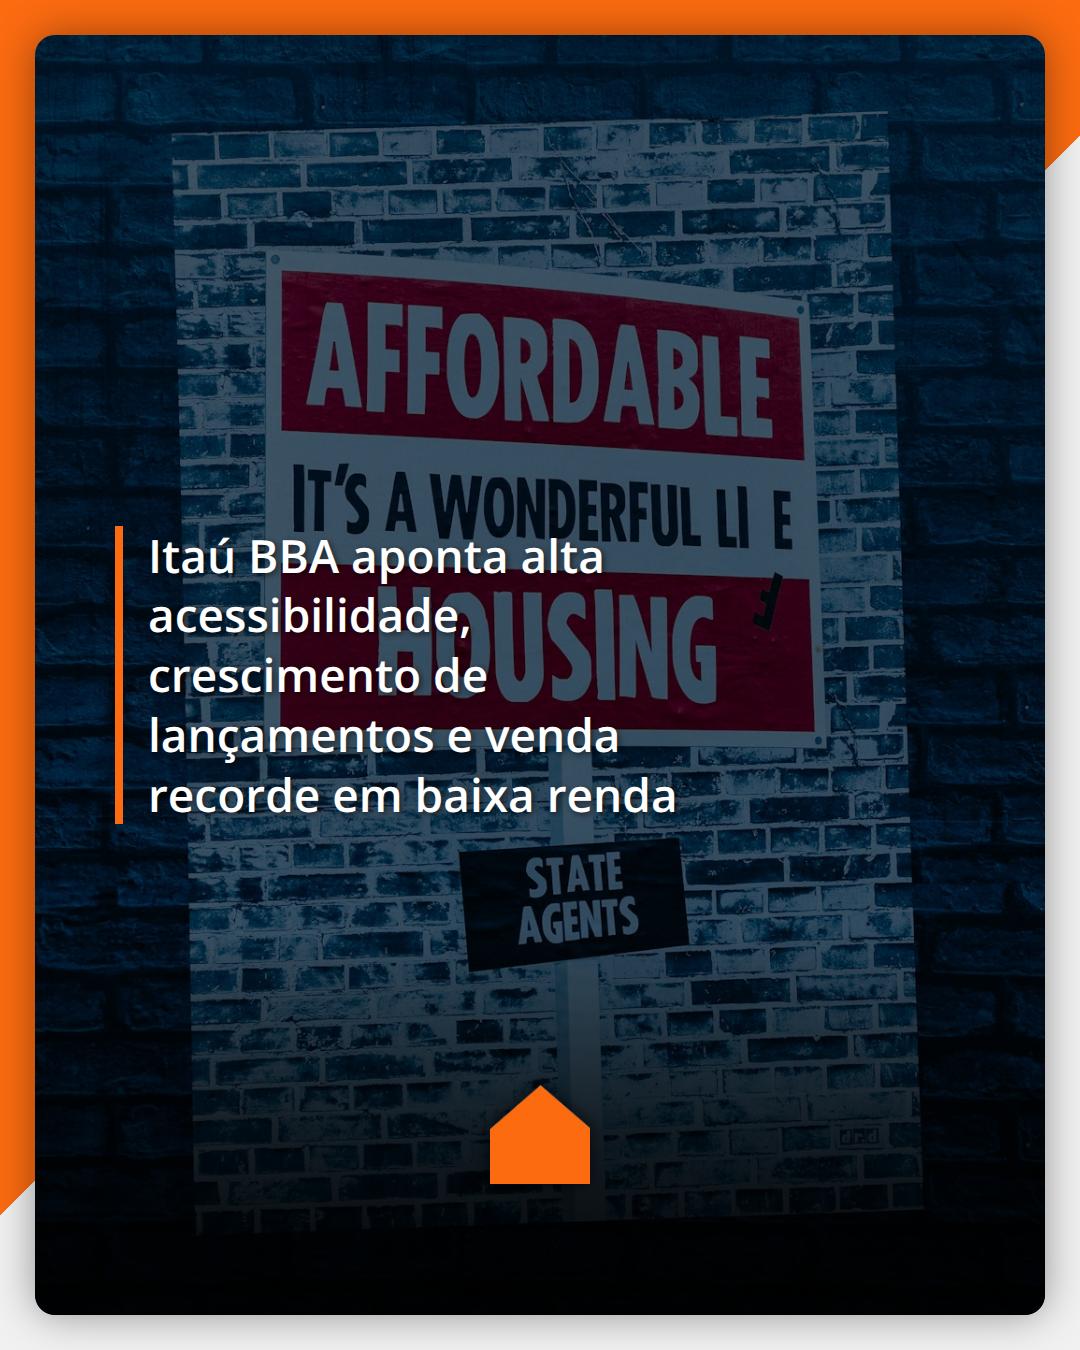 AFFORDABLE
IT'S A WONDERFUL LI E
F
HOUSING
Itaú BBA aponta alta
acessibilidade,
crescimento de
lançamentos e venda
recorde em baixa renda
STATE
AGENTS
dr.d